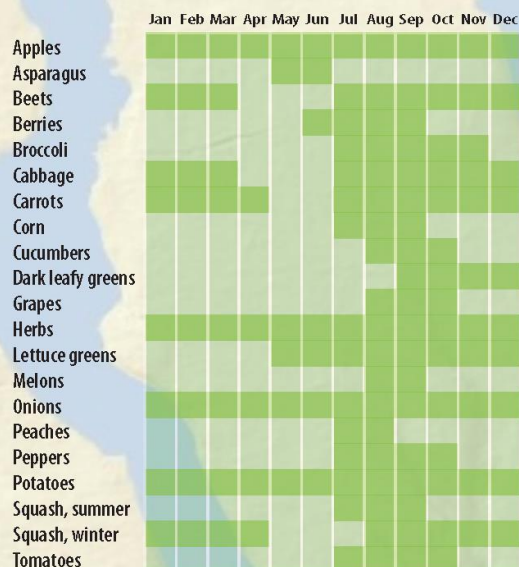 Jan Feb Mar Apr May Jun Jul Aug Sep Oct Nov Dec
Apples
Asparagus
Beets
Berries
Broccoli
Cabbage
Carrots
Corn
Cucumbers
Dark leafy greens
Grapes
Herbs
Lettuce greens
Melons
Onions
Peaches
Peppers
Potatoes
Squash, summer
Squash, winter
Tomatoes